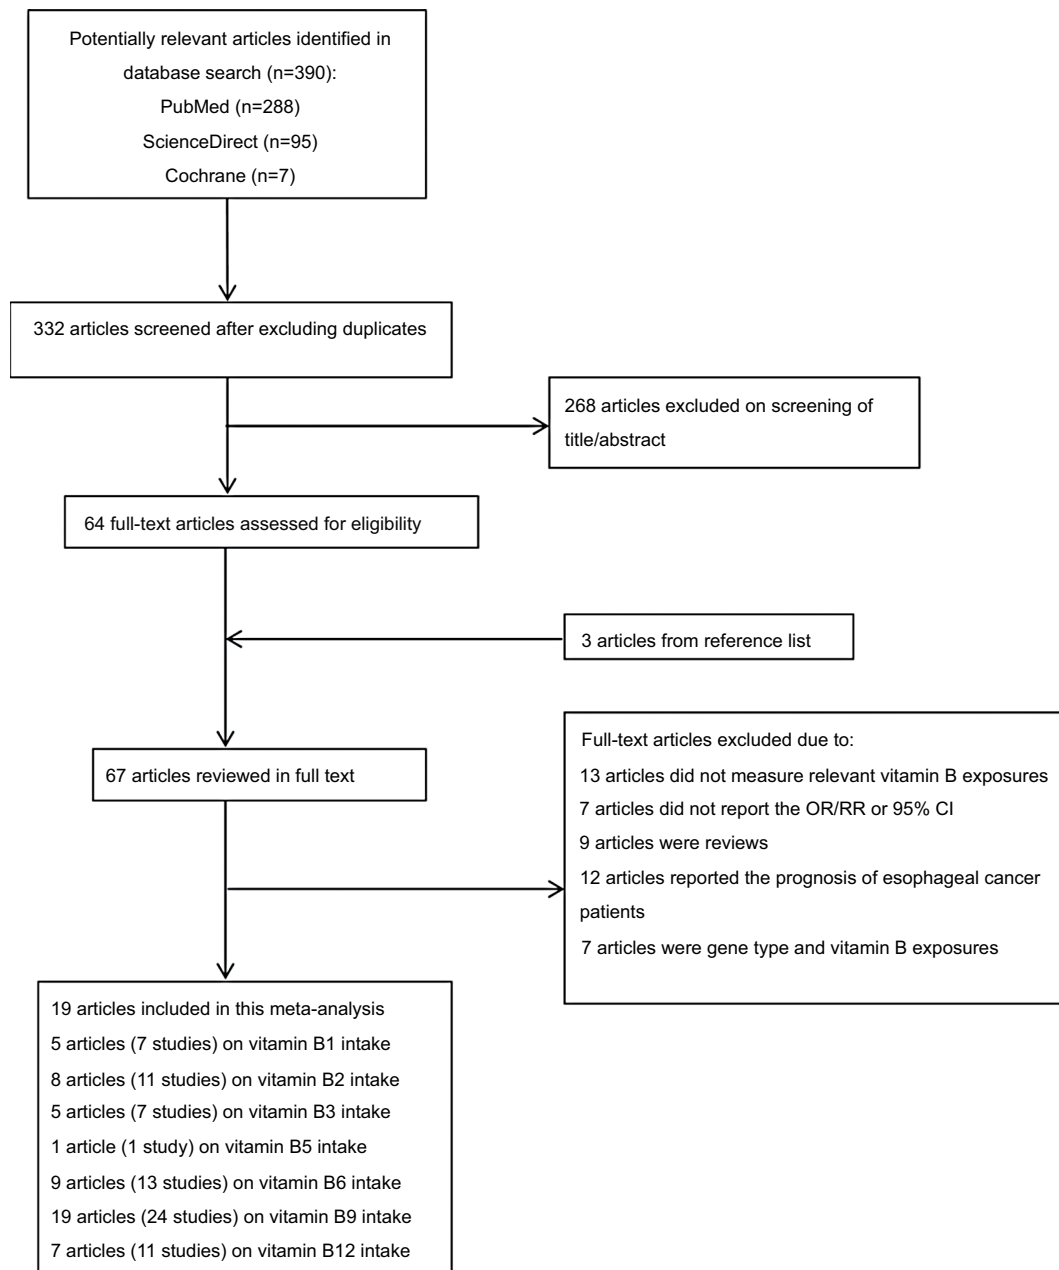 Potentially relevant articles identified in
database search (n=390):
PubMed (n=288)
ScienceDirect (n=95)
Cochrane (n=7)
332 articles screened after excluding duplicates
268 articles excluded on screening of
title/abstract
64 full-text articles assessed for eligibility
3 articles from reference list
67 articles reviewed in full text
Full-text articles excluded due to:
13 articles did not measure relevant vitamin B exposures
7 articles did not report the OR/RR or 95% CI
9 articles were reviews
12 articles reported the prognosis of esophageal cancer
patients
7 articles were gene type and vitamin B exposures
19 articles included in this meta-analysis
5 articles (7 studies) on vitamin B1 intake
8 articles (11 studies) on vitamin B2 intake
5 articles (7 studies) on vitamin B3 intake
1 article (1 study) on vitamin B5 intake
9 articles (13 studies) on vitamin B6 intake
19 articles (24 studies) on vitamin B9 intake
7 articles (11 studies) on vitamin B12 intake